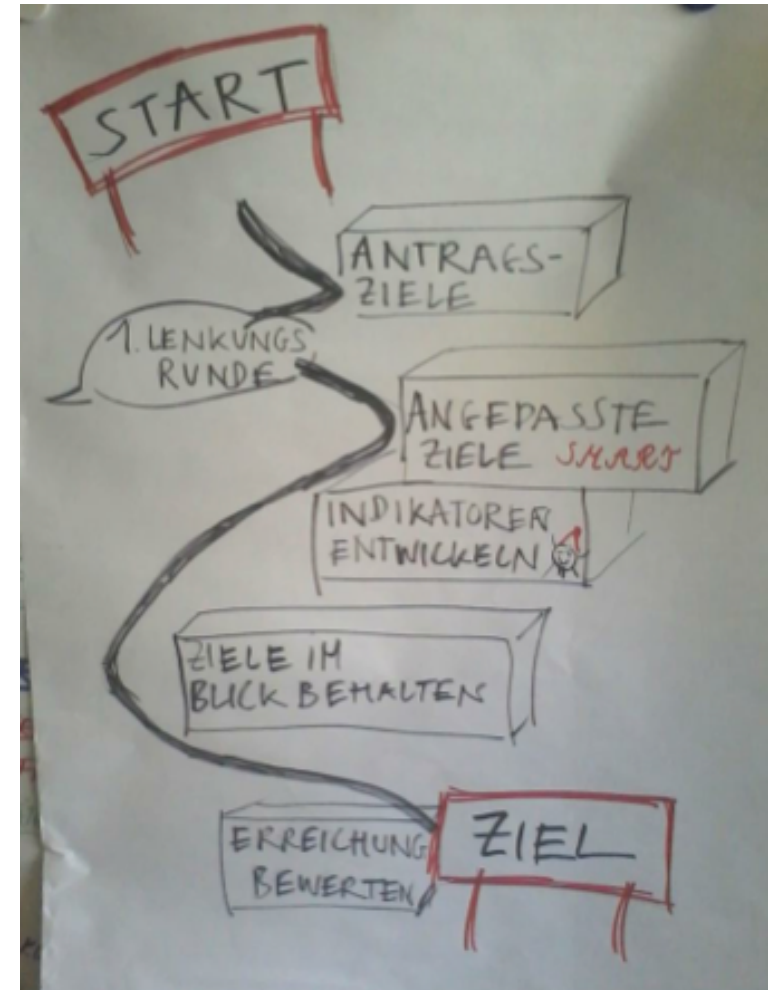 START
ANTRAGS-
ZIELE
1. LENKUNGS
RUNDE
ANGEPASSTE
ZIELE SMART
INDIKATOREN
ENTWICKELN
ZIELE IM
BLICK BEHALTEN
ERREICHUNG
BEWERTEN
ZIEL